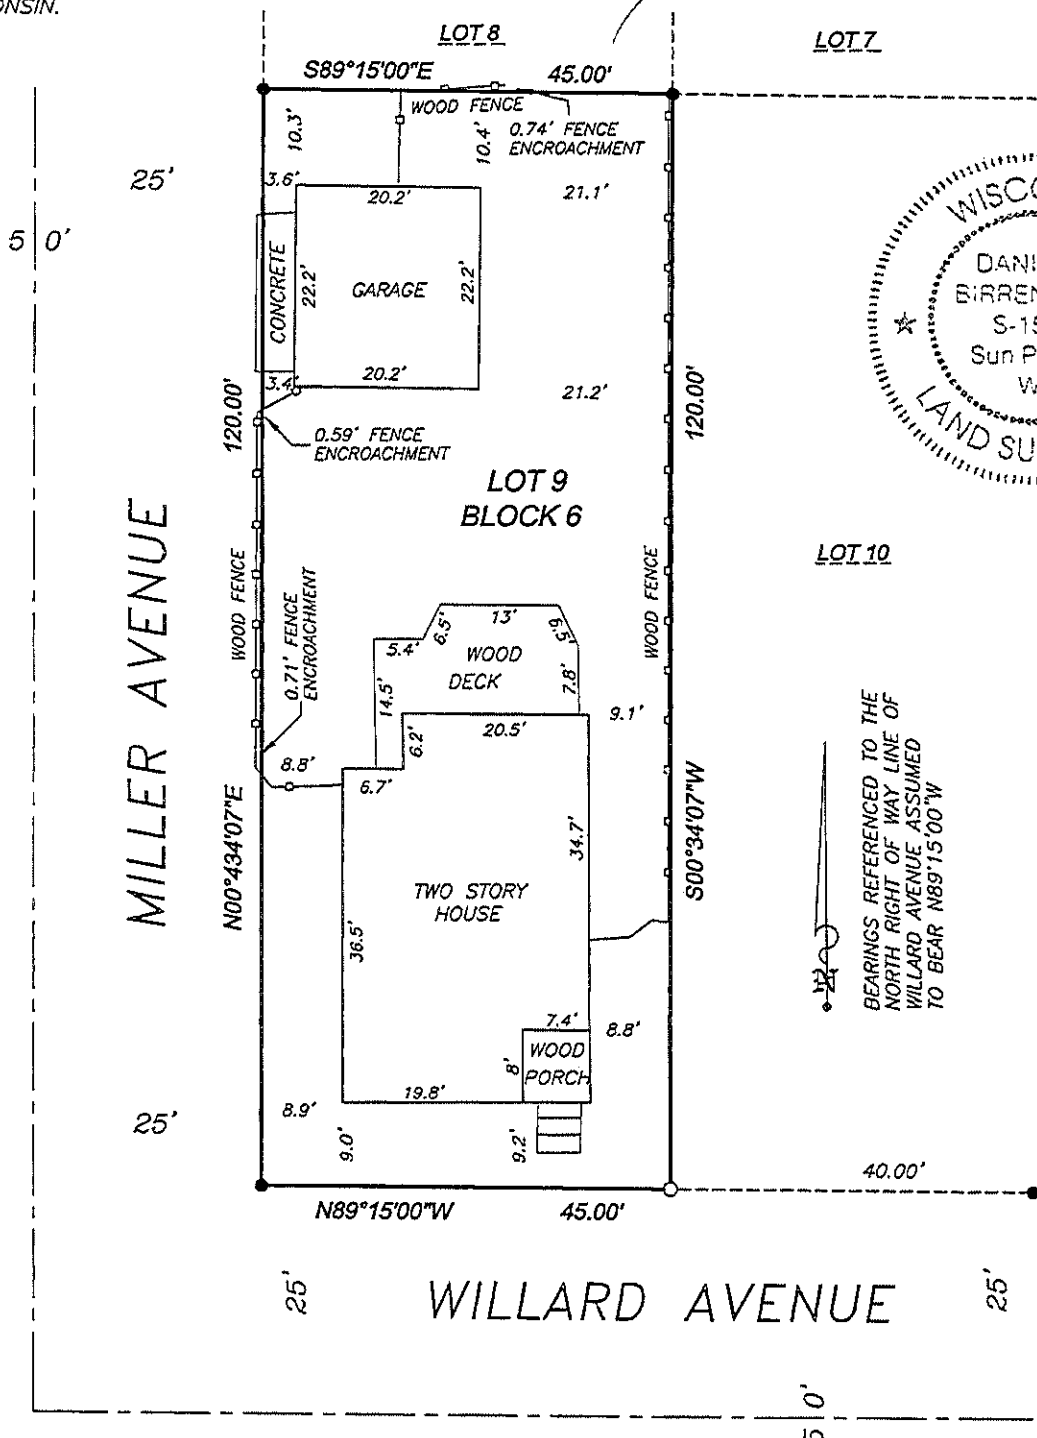 ONSIN.
LOT 8
LOT 7
S89°15'00"E
45.00'
WOOD FENCE
0.74' FENCE
ENCROACHMENT
10.3'
10.4'
25'
3.6'
20.2'
21.1'
5 0'
CONCRETE
22.2'
GARAGE
22.2'
WISCO
DANI
BIRREN
S-15
Sun P
W
LAND SU
3.4'
20.2'
21.2'
120.00'
120.00'
0.59' FENCE
ENCROACHMENT
LOT 9
BLOCK 6
MILLER AVENUE
WOOD FENCE
WOOD FENCE
LOT 10
0.71' FENCE
ENCROACHMENT
13'
6.5'
6.5'
5.4'
WOOD
DECK
14.5'
7.8'
9.1'
20.5'
6.2'
8.8'
6.7'
N00°434'07"E
S00°34'07"W
34.7'
TWO STORY
HOUSE
36.5'
BEARINGS REFERENCED TO THE
NORTH RIGHT OF WAY LINE OF
WILLARD AVENUE ASSUMED
TO BEAR N89°15'00"W
7.4'
8.8'
WOOD
PORCH
8'
19.8'
8.9'
25'
9.0'
9.2'
40.00'
N89°15'00"W
45.00'
25'
WILLARD AVENUE
25'
5 0'